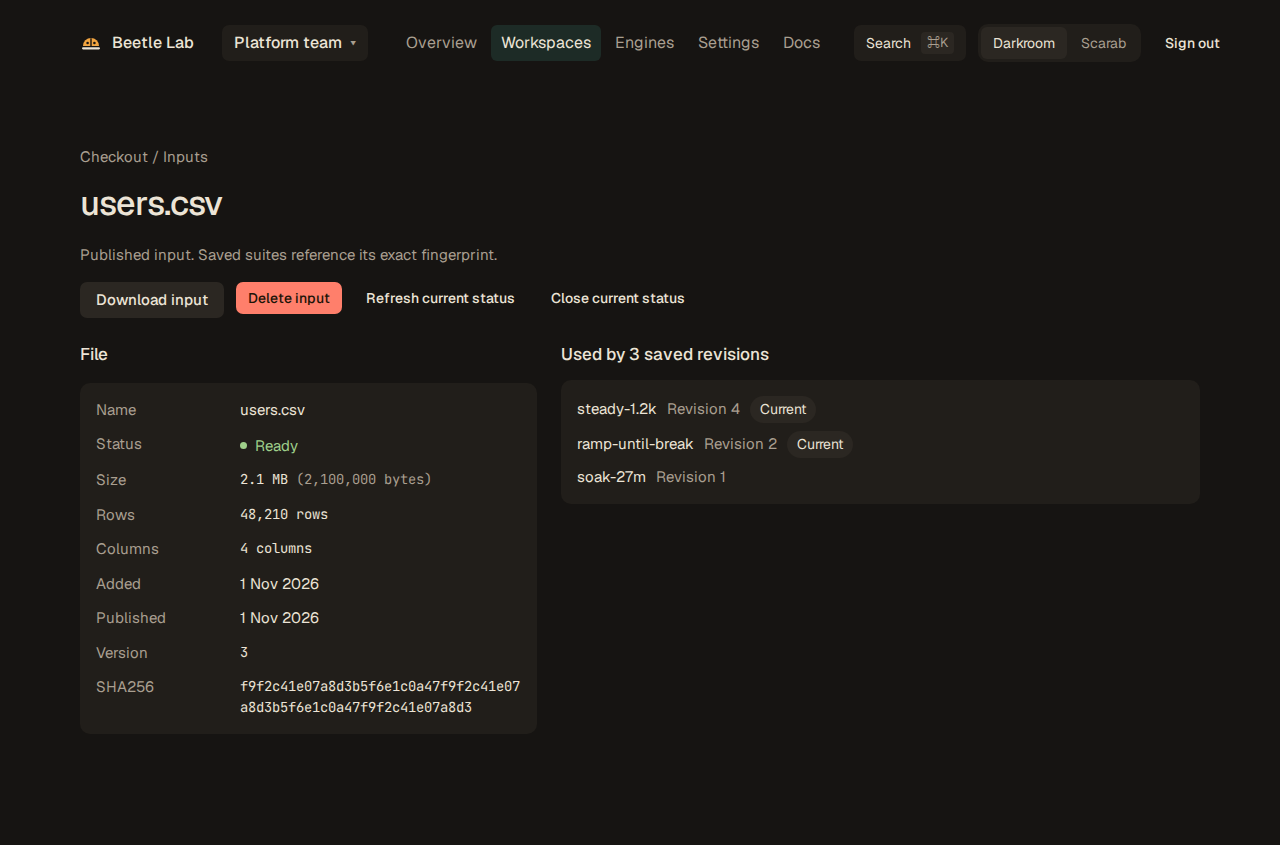 Beetle Lab Platform team ▾ Overview Workspaces Engines Settings Docs Search ⌘K Darkroom Scarab Sign out
Checkout / Inputs
users.csv
Published input. Saved suites reference its exact fingerprint.
Download input Delete input Refresh current status Close current status
File
Name users.csv
Status Ready
Size 2.1 MB (2,100,000 bytes)
Rows 48,210 rows
Columns 4 columns
Added 1 Nov 2026
Published 1 Nov 2026
Version 3
SHA256 f9f2c41e07a8d3b5f6e1c0a47f9f2c41e07
a8d3b5f6e1c0a47f9f2c41e07a8d3
Used by 3 saved revisions
steady-1.2k Revision 4 Current
ramp-until-break Revision 2 Current
soak-27m Revision 1